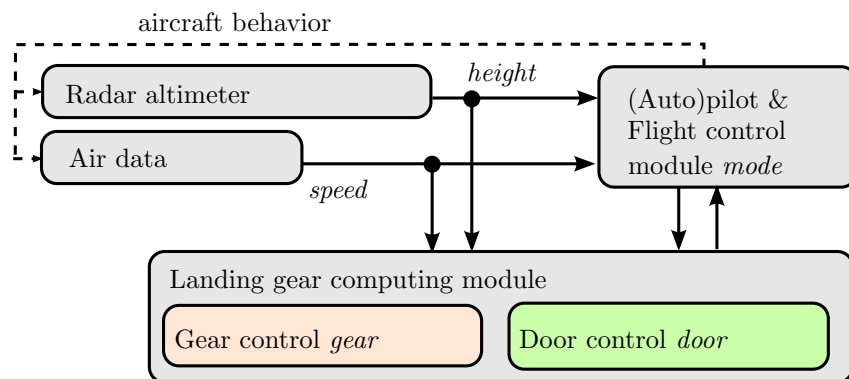 aircraft behavior
Radar altimeter
height
(Auto)pilot &
Flight control
module mode
Air data
speed
Landing gear computing module
Gear control gear
Door control door